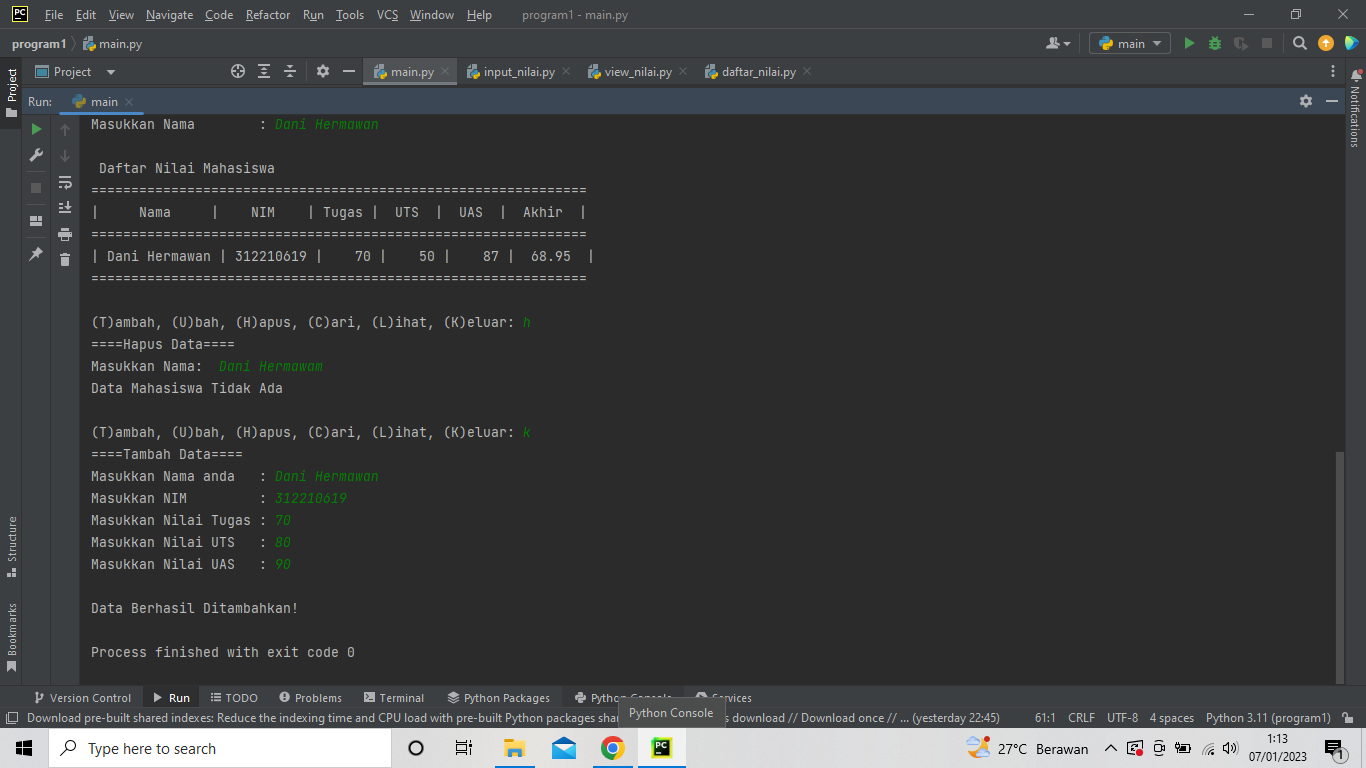 PC File Edit View Navigate Code Refactor Run Tools VCS Window Help program1 - main.py
program1 main.py main
Project Project main.py input_nilai.py view_nilai.py daftar_nilai.py
Run: main
Notifications
Masukkan Nama : Dani Hermawan
Daftar Nilai Mahasiswa
==============================================================
| Nama | NIM | Tugas | UTS | UAS | Akhir |
==============================================================
| Dani Hermawan | 312210619 | 70 | 50 | 87 | 68.95 |
==============================================================
(T)ambah, (U)bah, (H)apus, (C)ari, (L)ihat, (K)eluar: h
====Hapus Data====
Masukkan Nama: Dani Hermawam
Data Mahasiswa Tidak Ada
(T)ambah, (U)bah, (H)apus, (C)ari, (L)ihat, (K)eluar: k
====Tambah Data====
Masukkan Nama anda : Dani Hermawan
Masukkan NIM : 312210619
Masukkan Nilai Tugas : 70
Masukkan Nilai UTS : 80
Masukkan Nilai UAS : 90
Data Berhasil Ditambahkan!
Process finished with exit code 0
Structure
Bookmarks
Version Control Run TODO Problems Terminal Python Packages Python Console Services
Python Console
Download pre-built shared indexes: Reduce the indexing time and CPU load with pre-built Python packages download // Download once // ... (yesterday 22:45) 61:1 CRLF UTF-8 4 spaces Python 3.11 (program1)
Type here to search PC 27°C Berawan 1:13
07/01/2023 1